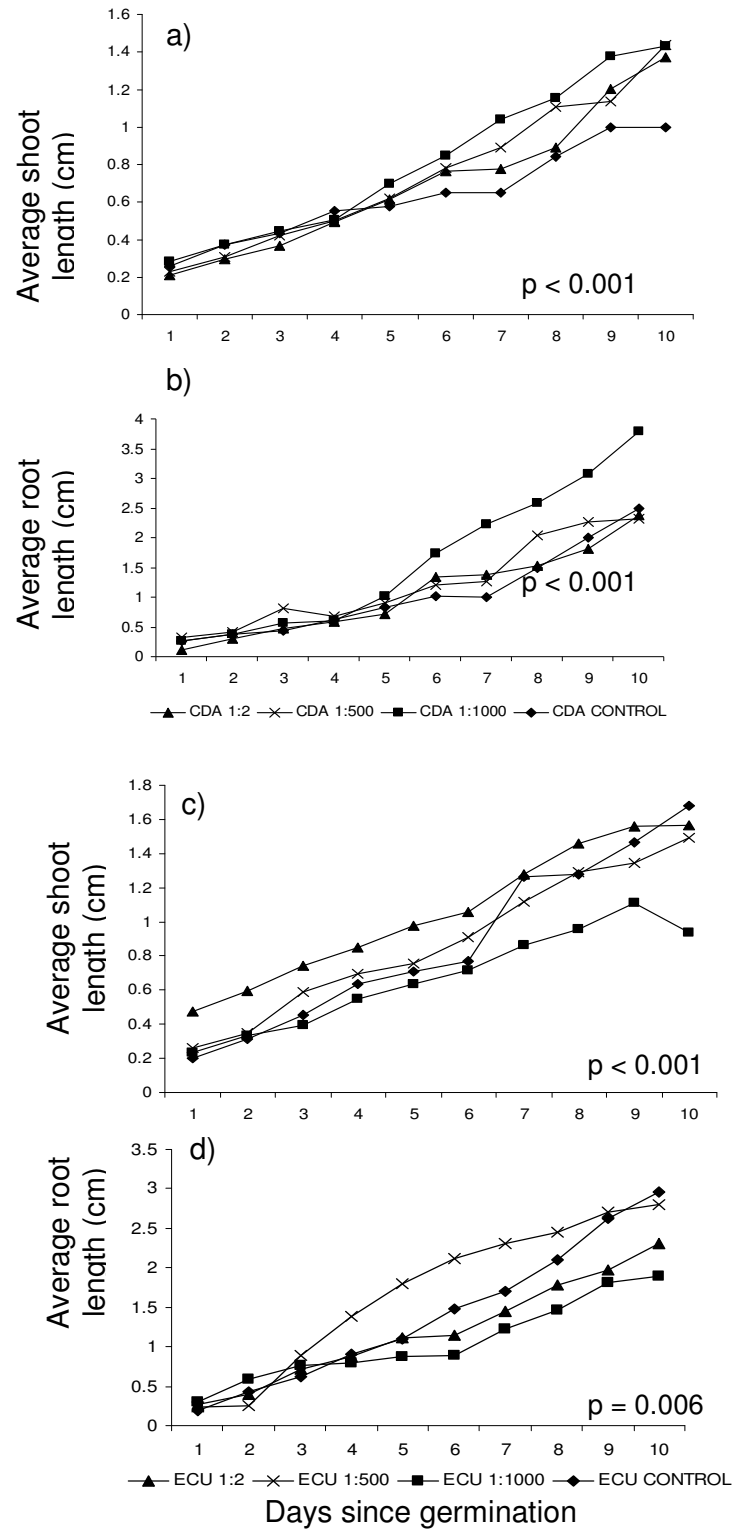 a)
Average shoot
length (cm)
1.6
1.4
1.2
1
0.8
0.6
0.4
0.2
0
p < 0.001
1 2 3 4 5 6 7 8 9 10
b)
Average root
length (cm)
4
3.5
3
2.5
2
1.5
1
0.5
0
p < 0.001
1 2 3 4 5 6 7 8 9 10
CDA 1:2 CDA 1:500 CDA 1:1000 CDA CONTROL
c)
Average shoot
length (cm)
1.8
1.6
1.4
1.2
1
0.8
0.6
0.4
0.2
0
p < 0.001
1 2 3 4 5 6 7 8 9 10
d)
Average root
length (cm)
3.5
3
2.5
2
1.5
1
0.5
0
p = 0.006
1 2 3 4 5 6 7 8 9 10
ECU 1:2 ECU 1:500 ECU 1:1000 ECU CONTROL
Days since germination